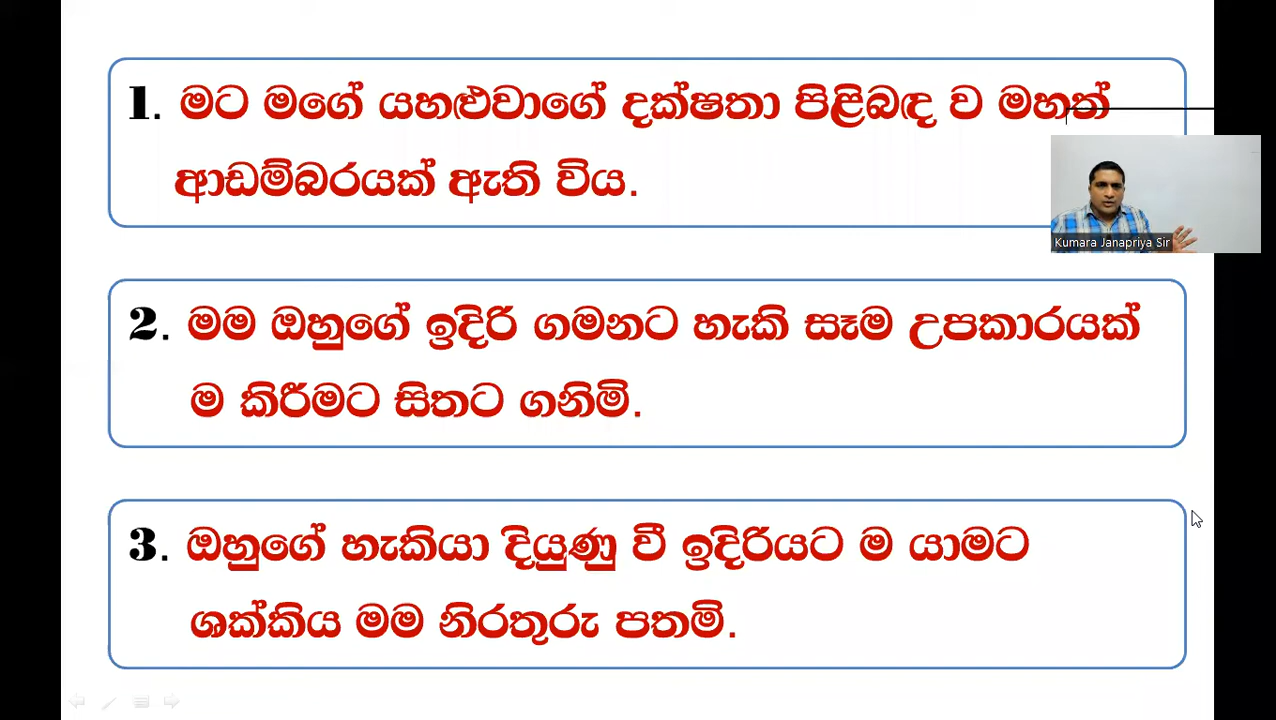 1. මට මගේ යහළුවාගේ දක්ෂතා පිළිබඳ ව මහත්
ආඩම්බරයක් ඇති විය.
Kumara Janapriya Sir
2. මම ඔහුගේ ඉදිරි ගමනට හැකි සෑම උපකාරයක්
ම කිරීමට සිතට ගනිමි.
3. ඔහුගේ හැකියා දියුණු වී ඉදිරියට ම යාමට
ශක්කිය මම නිරතුරු පතමි.